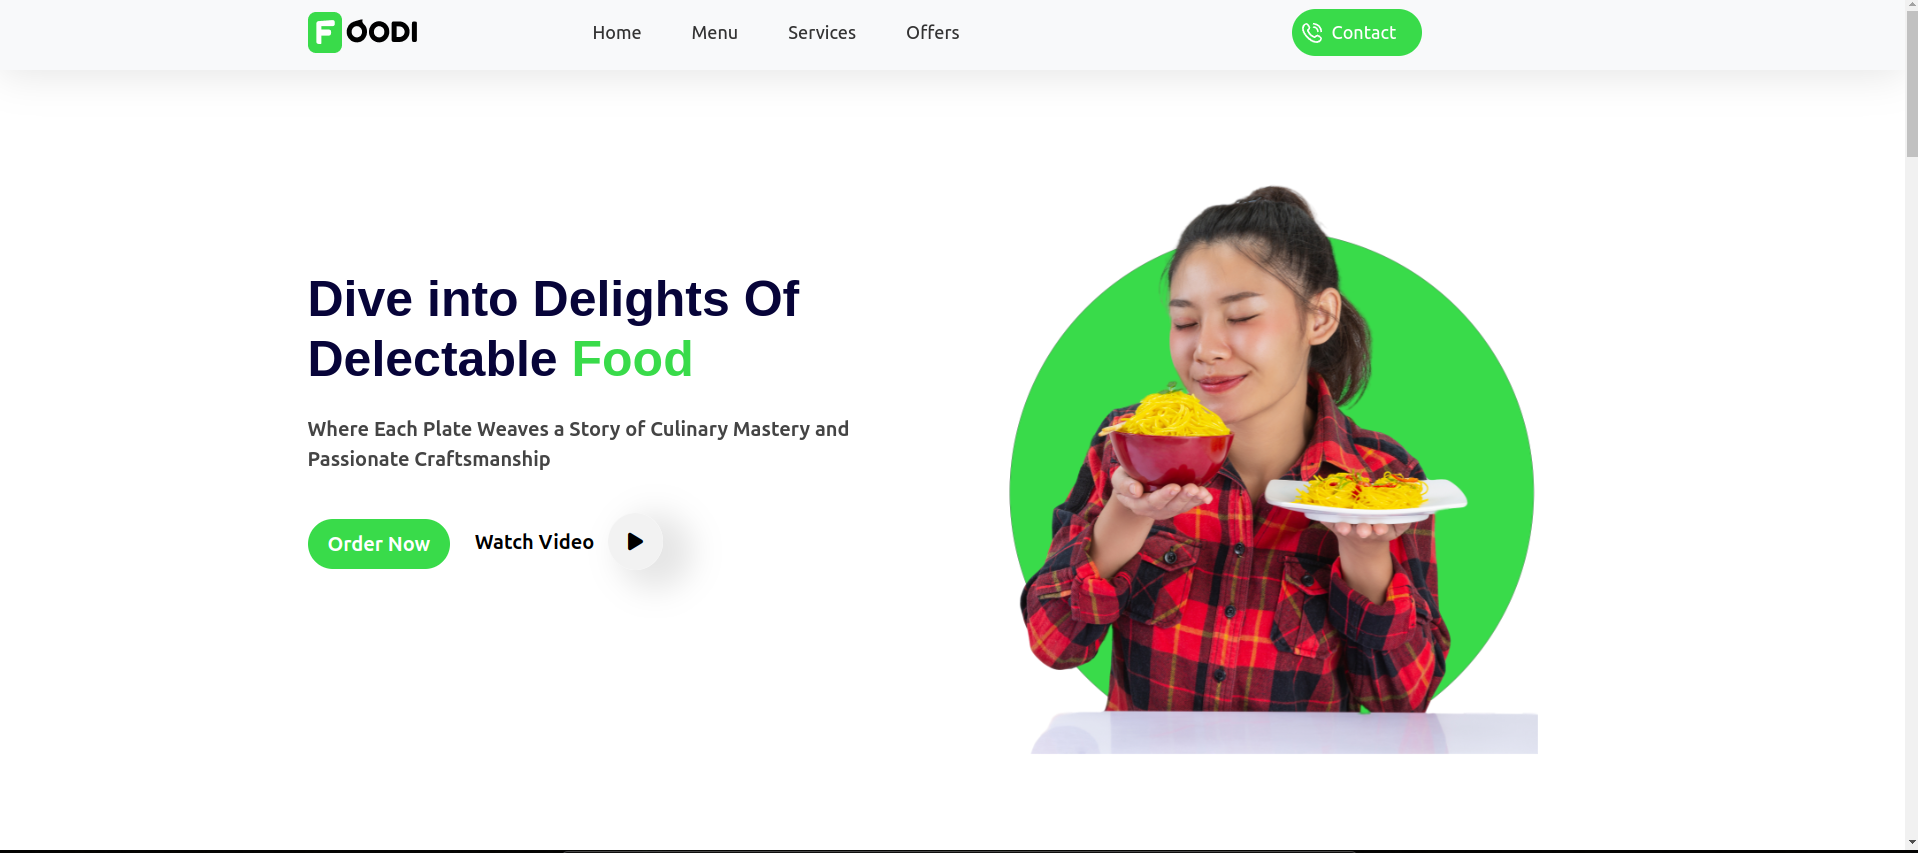 FOODI
Home
Menu
Services
Offers
Contact
Dive into Delights Of
Delectable Food
Where Each Plate Weaves a Story of Culinary Mastery and
Passionate Craftsmanship
Order Now
Watch Video